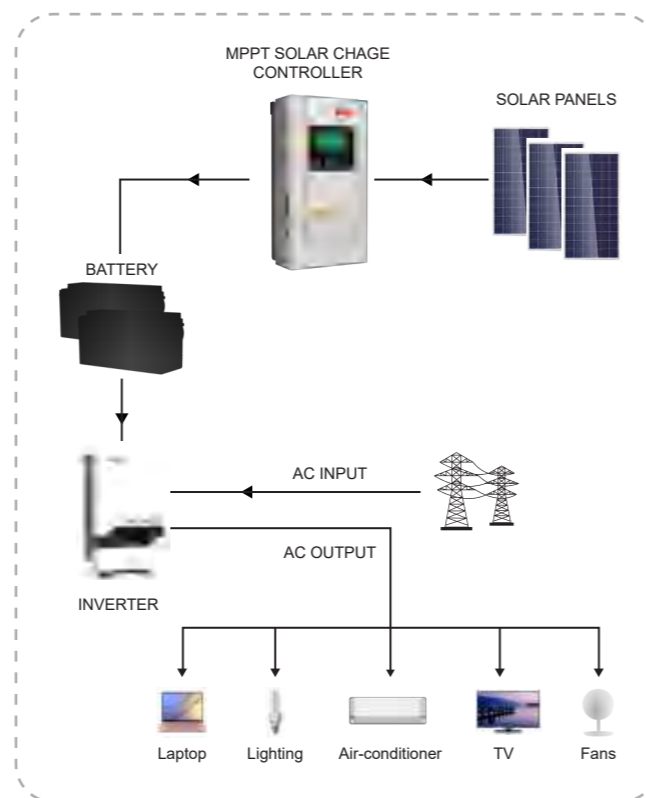 MPPT SOLAR CHAGE
CONTROLLER
SOLAR PANELS
BATTERY
AC INPUT
AC OUTPUT
INVERTER
Laptop
Lighting
Air-conditioner
TV
Fans